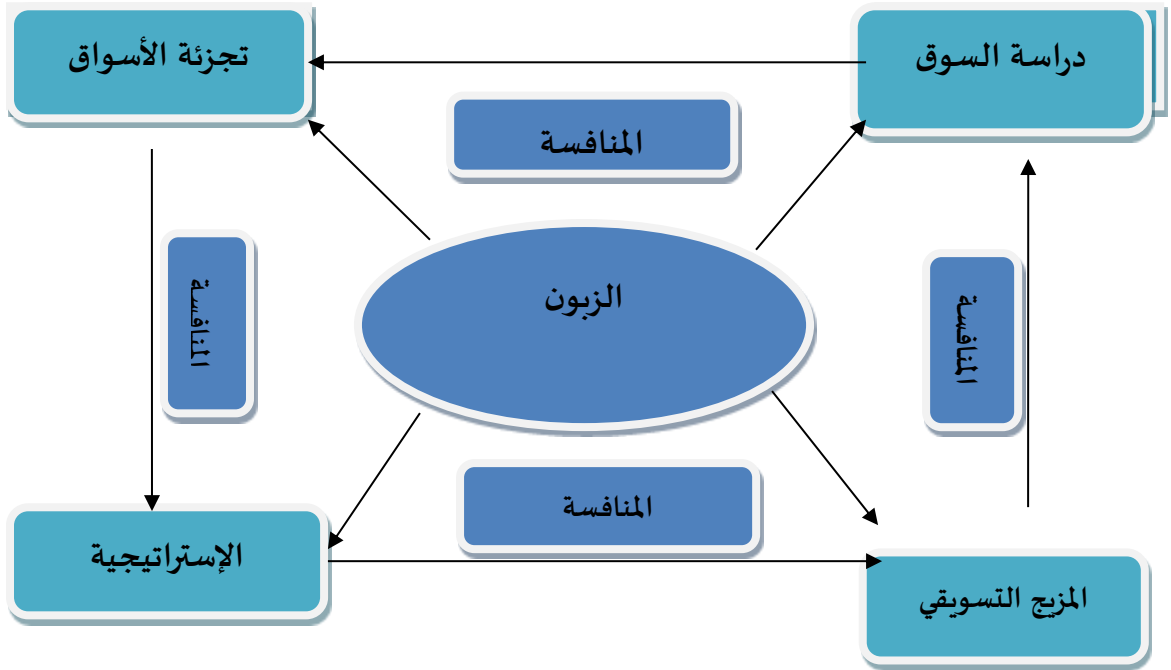 دراسة السوق
تجزئة الأسواق
المنافسة
الزبون
المنافسة
المنافسة
المنافسة
الإستراتيجية
المزيج التسويقي